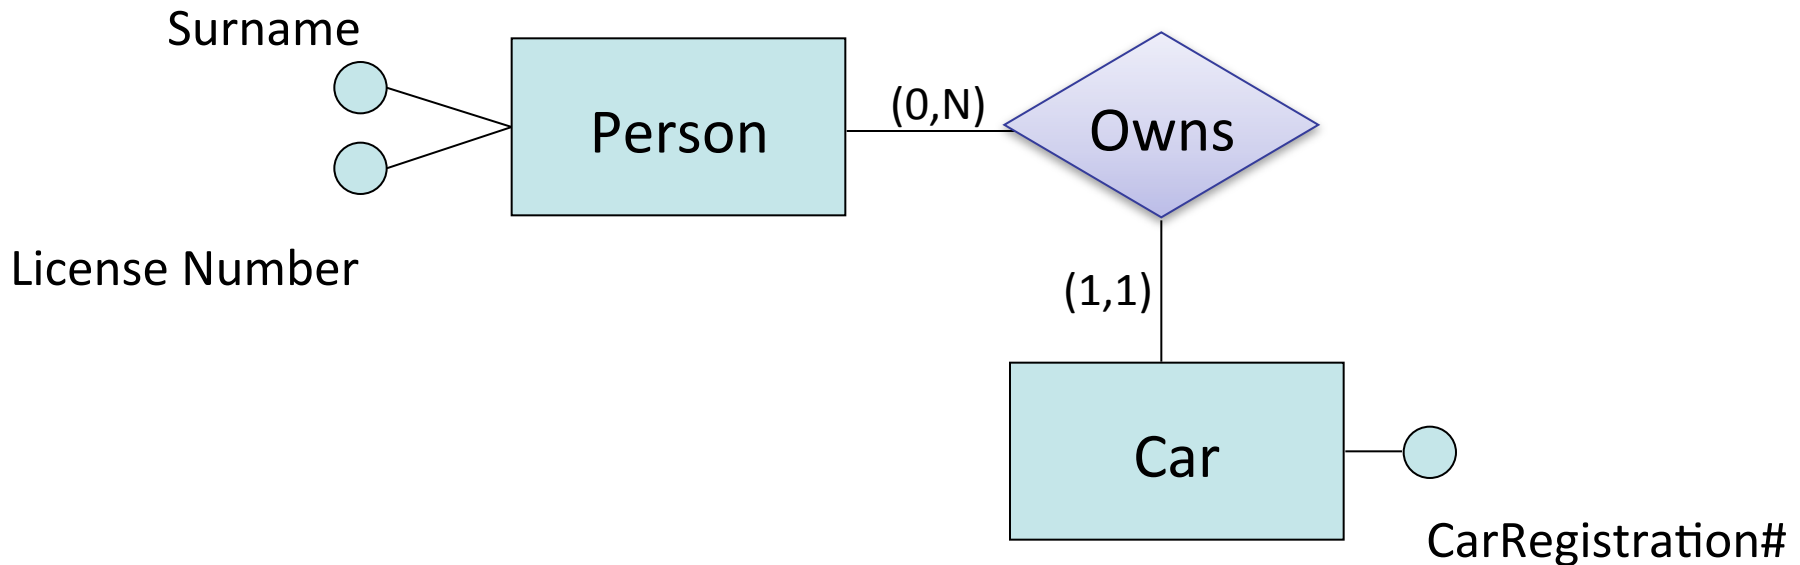 Surname
Person
(0,N)
Owns
License Number
(1,1)
Car
CarRegistration#